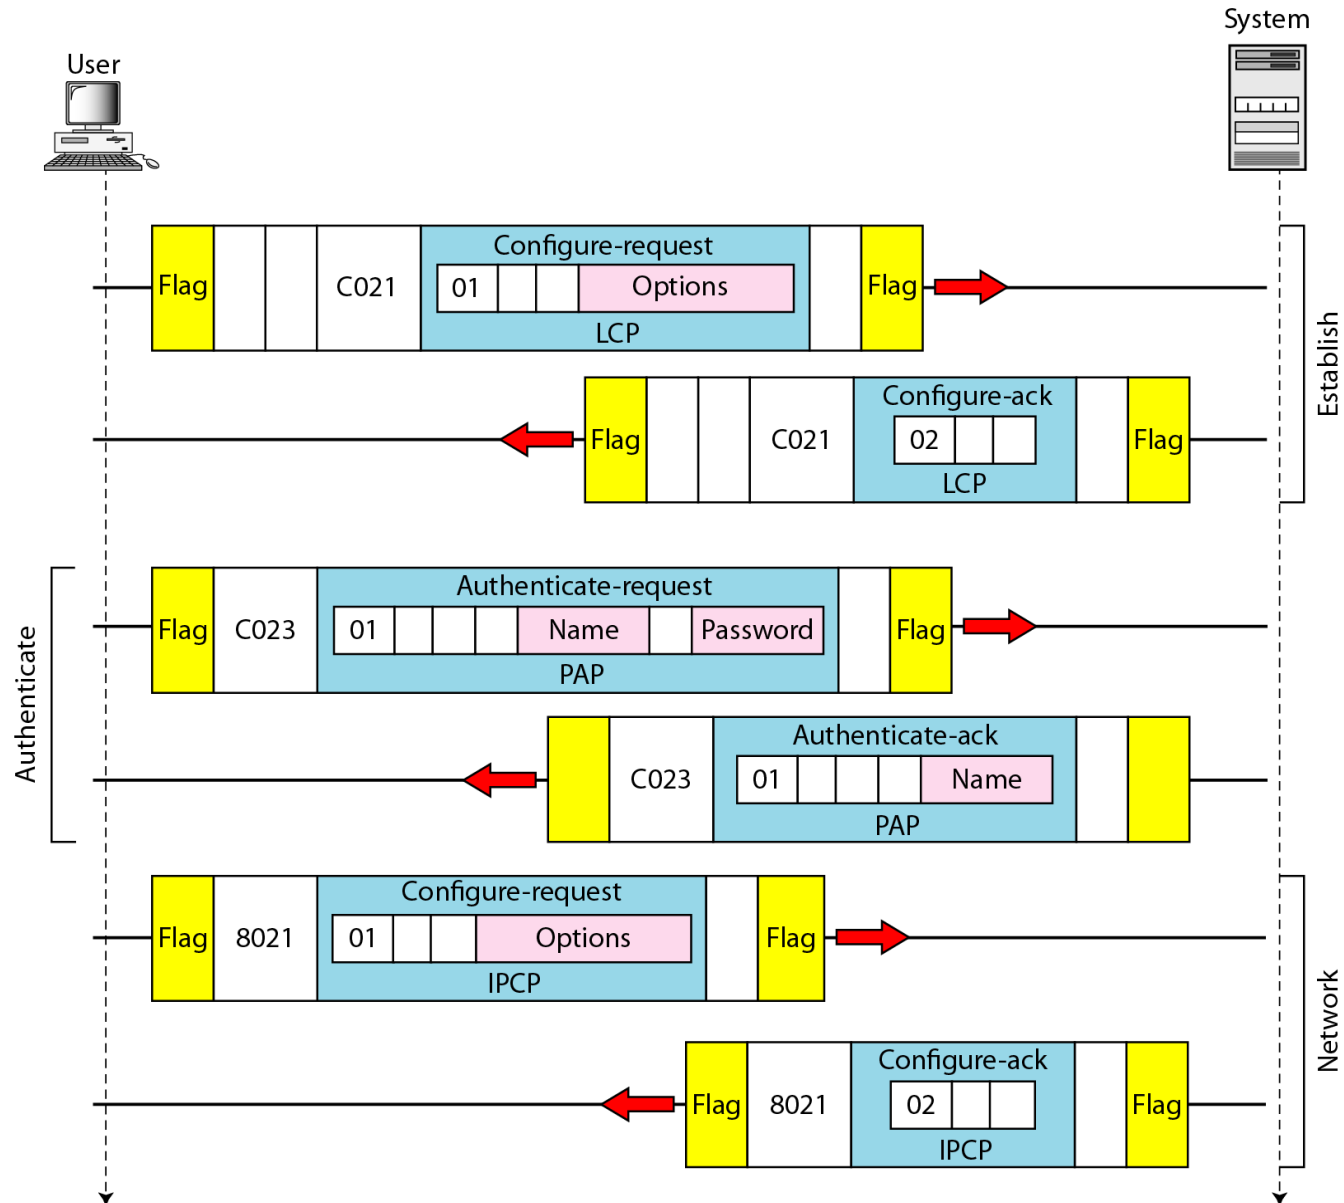 System
User
Configure-request
Flag C021 01 Options Flag
LCP
Establish
Configure-ack
Flag C021 02 Flag
LCP
Authenticate
Authenticate-request
Flag C023 01 Name Password Flag
PAP
Authenticate-ack
C023 01 Name
PAP
Configure-request
Flag 8021 01 Options Flag
IPCP
Network
Configure-ack
Flag 8021 02 Flag
IPCP